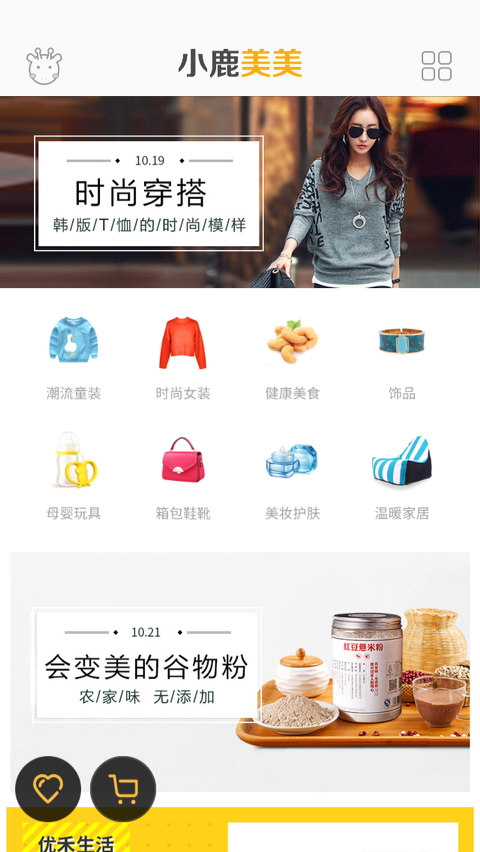 小鹿美美
10.19
时尚穿搭
韩/版/T/恤/的/时/尚/模/样
潮流童装
时尚女装
健康美食
饰品
母婴玩具
箱包鞋靴
美妆护肤
温暖家居
10.21
会变美的谷物粉
农/家/味 无/添/加
红豆薏米粉
优禾生活